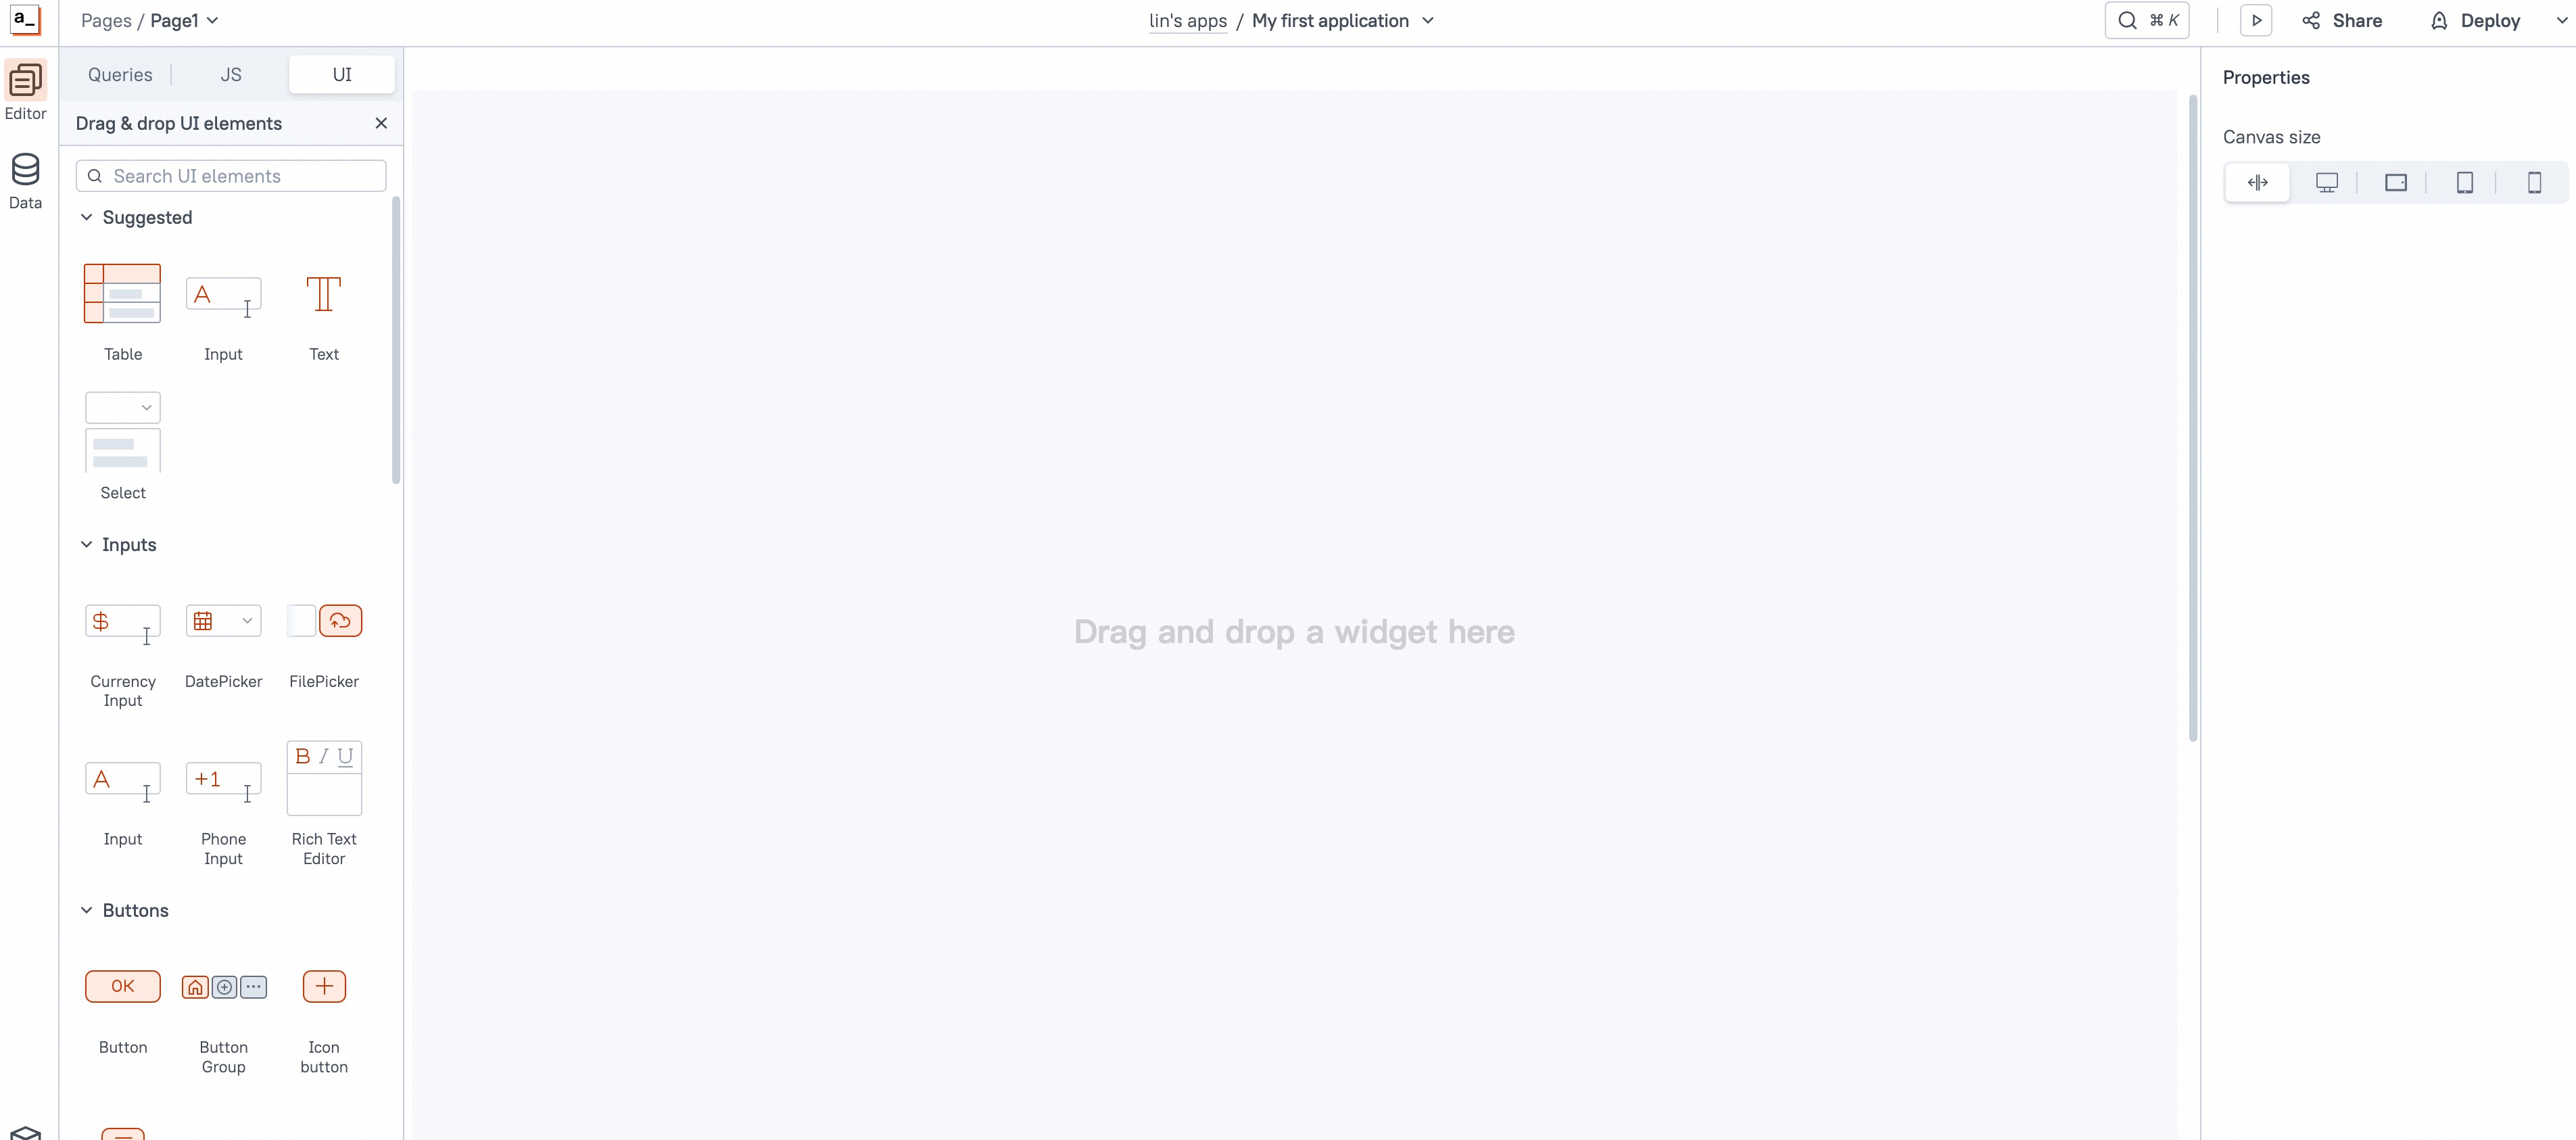 a_
Pages / Page1
lin's apps / My first application
⌘ K
Share
Deploy
Editor
Data
Queries
JS
UI
Drag & drop UI elements
Search UI elements
Suggested
A
Table
Input
Text
Select
Inputs
$
Currency
Input
DatePicker
FilePicker
A
+1
B I U
Input
Phone
Input
Rich Text
Editor
Buttons
OK
Button
Button
Group
Icon
button
Drag and drop a widget here
Properties
Canvas size